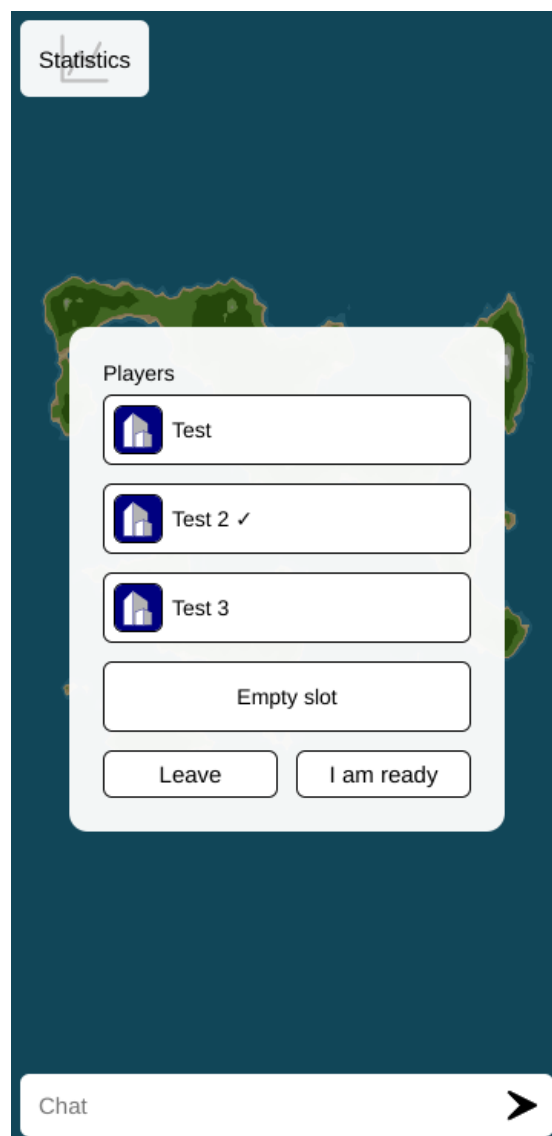 Statistics
Players
Test
Test 2 ✓
Test 3
Empty slot
Leave
I am ready
Chat